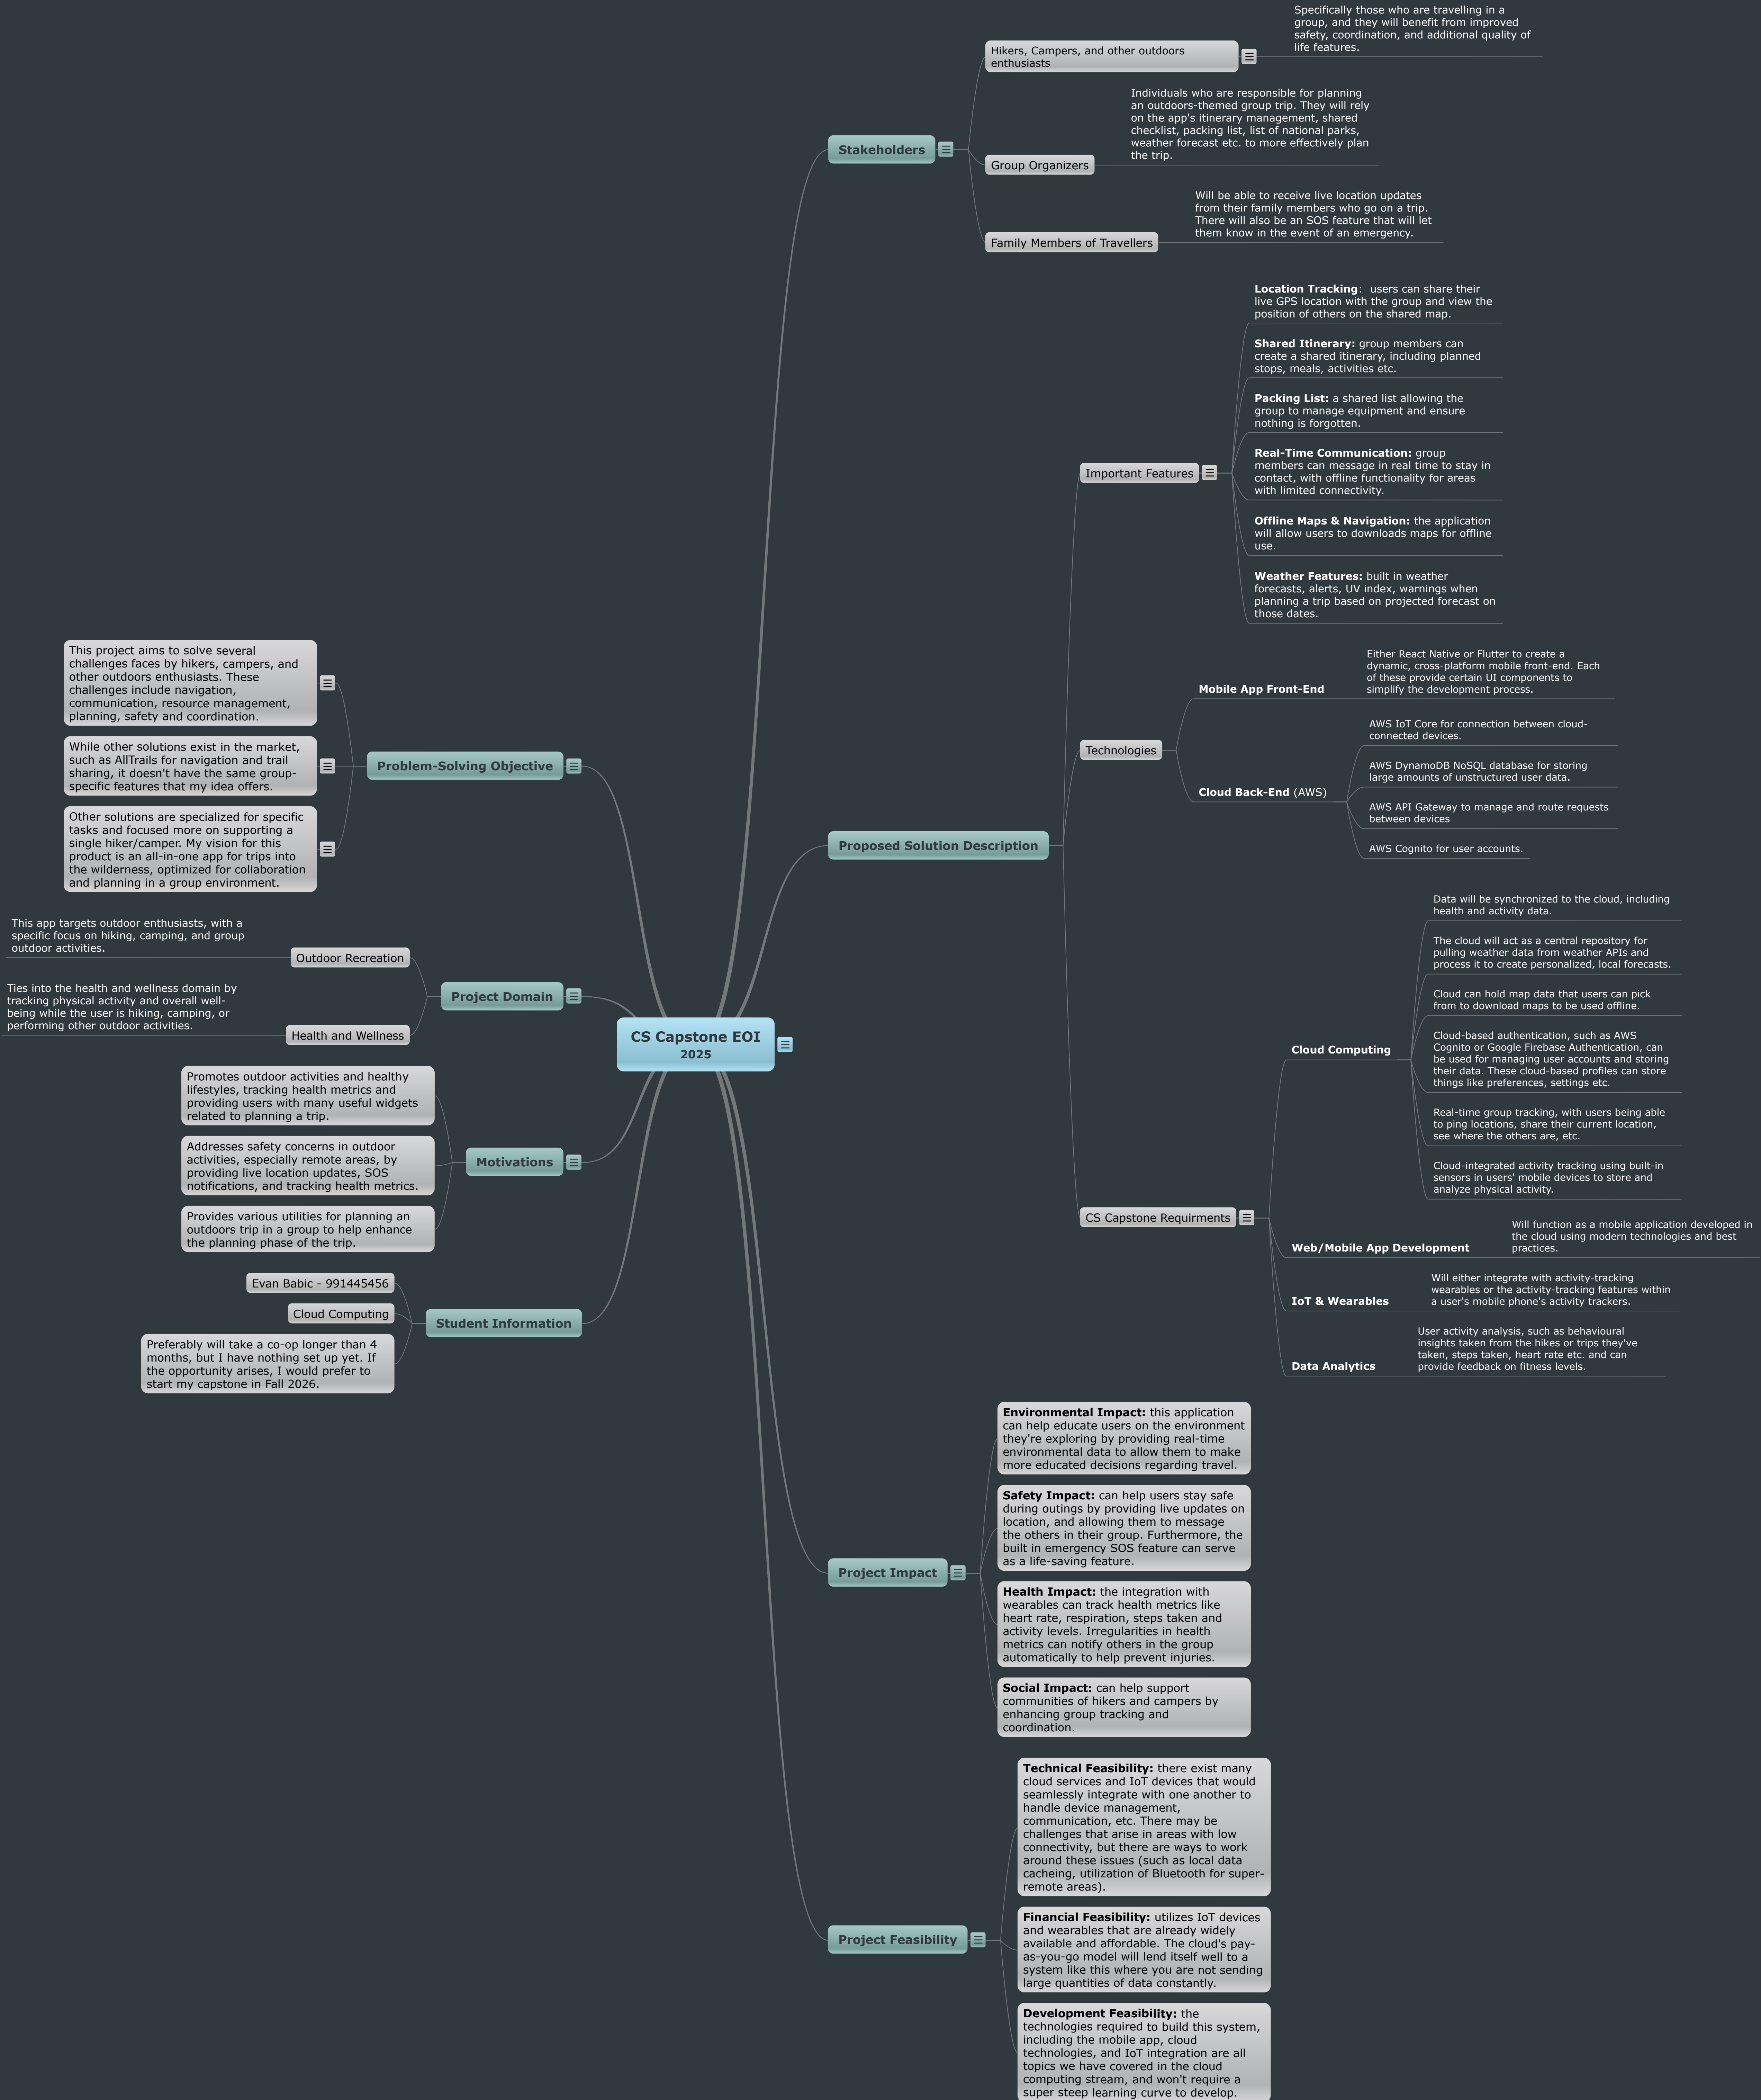 CS Capstone EOI
2025
Stakeholders
Hikers, Campers, and other outdoors
enthusiasts
Specifically those who are travelling in a
group, and they will benefit from improved
safety, coordination, and additional quality of
life features.
Group Organizers
Individuals who are responsible for planning
an outdoors-themed group trip. They will rely
on the app's itinerary management, shared
checklist, packing list, list of national parks,
weather forecast etc. to more effectively plan
the trip.
Family Members of Travellers
Will be able to receive live location updates
from their family members who go on a trip.
There will also be an SOS feature that will let
them know in the event of an emergency.
Proposed Solution Description
Important Features
Location Tracking: users can share their
live GPS location with the group and view the
position of others on the shared map.
Shared Itinerary: group members can
create a shared itinerary, including planned
stops, meals, activities etc.
Packing List: a shared list allowing the
group to manage equipment and ensure
nothing is forgotten.
Real-Time Communication: group
members can message in real time to stay in
contact, with offline functionality for areas
with limited connectivity.
Offline Maps & Navigation: the application
will allow users to downloads maps for offline
use.
Weather Features: built in weather
forecasts, alerts, UV index, warnings when
planning a trip based on projected forecast on
those dates.
Technologies
Mobile App Front-End
Either React Native or Flutter to create a
dynamic, cross-platform mobile front-end. Each
of these provide certain UI components to
simplify the development process.
Cloud Back-End (AWS)
AWS IoT Core for connection between cloud-
connected devices.
AWS DynamoDB NoSQL database for storing
large amounts of unstructured user data.
AWS API Gateway to manage and route requests
between devices
AWS Cognito for user accounts.
CS Capstone Requirments
Cloud Computing
Data will be synchronized to the cloud, including
health and activity data.
The cloud will act as a central repository for
pulling weather data from weather APIs and
process it to create personalized, local forecasts.
Cloud can hold map data that users can pick
from to download maps to be used offline.
Cloud-based authentication, such as AWS
Cognito or Google Firebase Authentication, can
be used for managing user accounts and storing
their data. These cloud-based profiles can store
things like preferences, settings etc.
Real-time group tracking, with users being able
to ping locations, share their current location,
see where the others are, etc.
Cloud-integrated activity tracking using built-in
sensors in users' mobile devices to store and
analyze physical activity.
Web/Mobile App Development
Will function as a mobile application developed in
the cloud using modern technologies and best
practices.
IoT & Wearables
Will either integrate with activity-tracking
wearables or the activity-tracking features within
a user's mobile phone's activity trackers.
Data Analytics
User activity analysis, such as behavioural
insights taken from the hikes or trips they've
taken, steps taken, heart rate etc. and can
provide feedback on fitness levels.
Project Impact
Environmental Impact: this application
can help educate users on the environment
they're exploring by providing real-time
environmental data to allow them to make
more educated decisions regarding travel.
Safety Impact: can help users stay safe
during outings by providing live updates on
location, and allowing them to message
the others in their group. Furthermore, the
built in emergency SOS feature can serve
as a life-saving feature.
Health Impact: the integration with
wearables can track health metrics like
heart rate, respiration, steps taken and
activity levels. Irregularities in health
metrics can notify others in the group
automatically to help prevent injuries.
Social Impact: can help support
communities of hikers and campers by
enhancing group tracking and
coordination.
Project Feasibility
Technical Feasibility: there exist many
cloud services and IoT devices that would
seamlessly integrate with one another to
handle device management,
communication, etc. There may be
challenges that arise in areas with low
connectivity, but there are ways to work
around these issues (such as local data
cacheing, utilization of Bluetooth for super-
remote areas).
Financial Feasibility: utilizes IoT devices
and wearables that are already widely
available and affordable. The cloud's pay-
as-you-go model will lend itself well to a
system like this where you are not sending
large quantities of data constantly.
Development Feasibility: the
technologies required to build this system,
including the mobile app, cloud
technologies, and IoT integration are all
topics we have covered in the cloud
computing stream, and won't require a
super steep learning curve to develop.
Problem-Solving Objective
This project aims to solve several
challenges faces by hikers, campers, and
other outdoors enthusiasts. These
challenges include navigation,
communication, resource management,
planning, safety and coordination.
While other solutions exist in the market,
such as AllTrails for navigation and trail
sharing, it doesn't have the same group-
specific features that my idea offers.
Other solutions are specialized for specific
tasks and focused more on supporting a
single hiker/camper. My vision for this
product is an all-in-one app for trips into
the wilderness, optimized for collaboration
and planning in a group environment.
Project Domain
Outdoor Recreation
This app targets outdoor enthusiasts, with a
specific focus on hiking, camping, and group
outdoor activities.
Health and Wellness
Ties into the health and wellness domain by
tracking physical activity and overall well-
being while the user is hiking, camping, or
performing other outdoor activities.
Motivations
Promotes outdoor activities and healthy
lifestyles, tracking health metrics and
providing users with many useful widgets
related to planning a trip.
Addresses safety concerns in outdoor
activities, especially remote areas, by
providing live location updates, SOS
notifications, and tracking health metrics.
Provides various utilities for planning an
outdoors trip in a group to help enhance
the planning phase of the trip.
Student Information
Evan Babic - 991445456
Cloud Computing
Preferably will take a co-op longer than 4
months, but I have nothing set up yet. If
the opportunity arises, I would prefer to
start my capstone in Fall 2026.